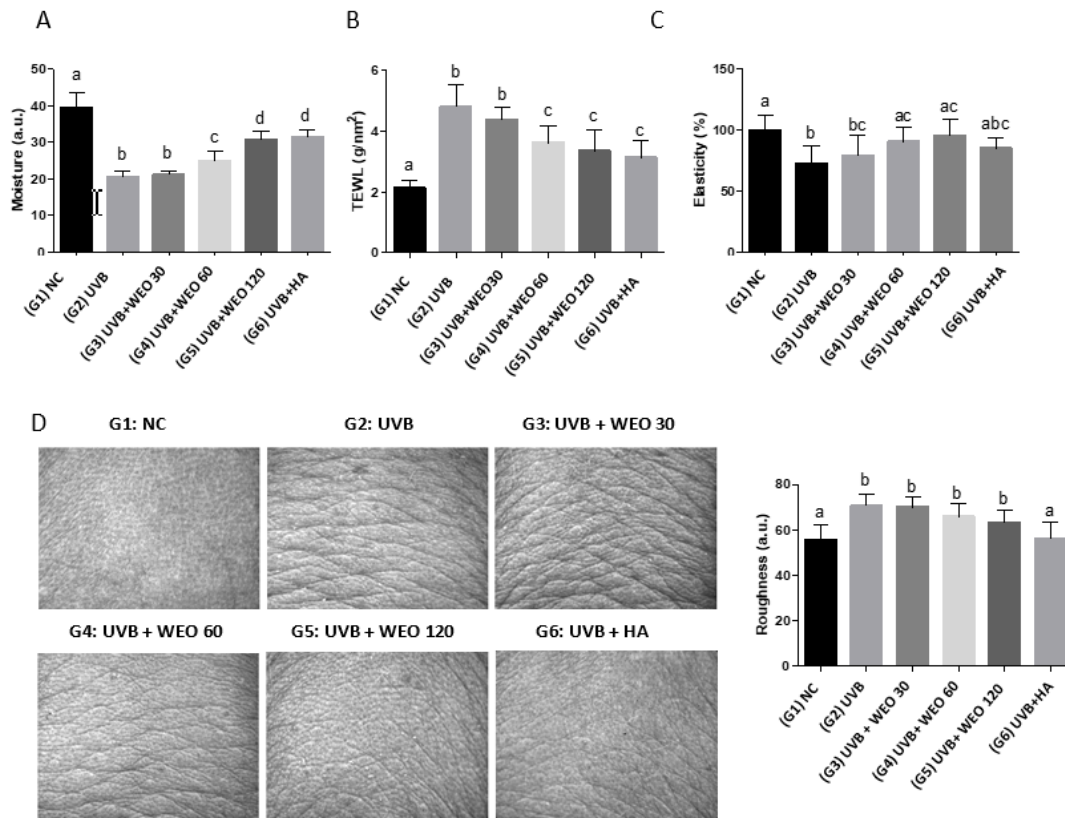 A
Moisture (a.u.)
50
40
30
20
10
0
a
b
b
c
d
d
(G1) NC
(G2) UVB
(G3) UVB+WEO 30
(G4) UVB+WEO 60
(G5) UVB+WEO 120
(G6) UVB+HA
B
TEWL (g/nm²)
6
4
2
0
a
b
b
c
c
c
(G1) NC
(G2) UVB
(G3) UVB+WEO30
(G4) UVB+WEO 60
(G5) UVB+WEO 120
(G6) UVB+HA
C
Elasticity (%)
150
100
50
0
a
b
bc
ac
ac
abc
(G1) NC
(G2) UVB
(G3) UVB+WEO 30
(G4) UVB+WEO 60
(G5) UVB+WEO 120
(G6) UVB+HA
D
G1: NC
G2: UVB
G3: UVB + WEO 30
G4: UVB + WEO 60
G5: UVB + WEO 120
G6: UVB + HA
Roughness (a.u.)
80
60
40
20
0
a
b
b
b
b
a
(G1) NC
(G2) UVB
(G3) UVB + WEO 30
(G4) UVB+ WEO 60
(G5) UVB+ WEO 120
(G6) UVB+HA